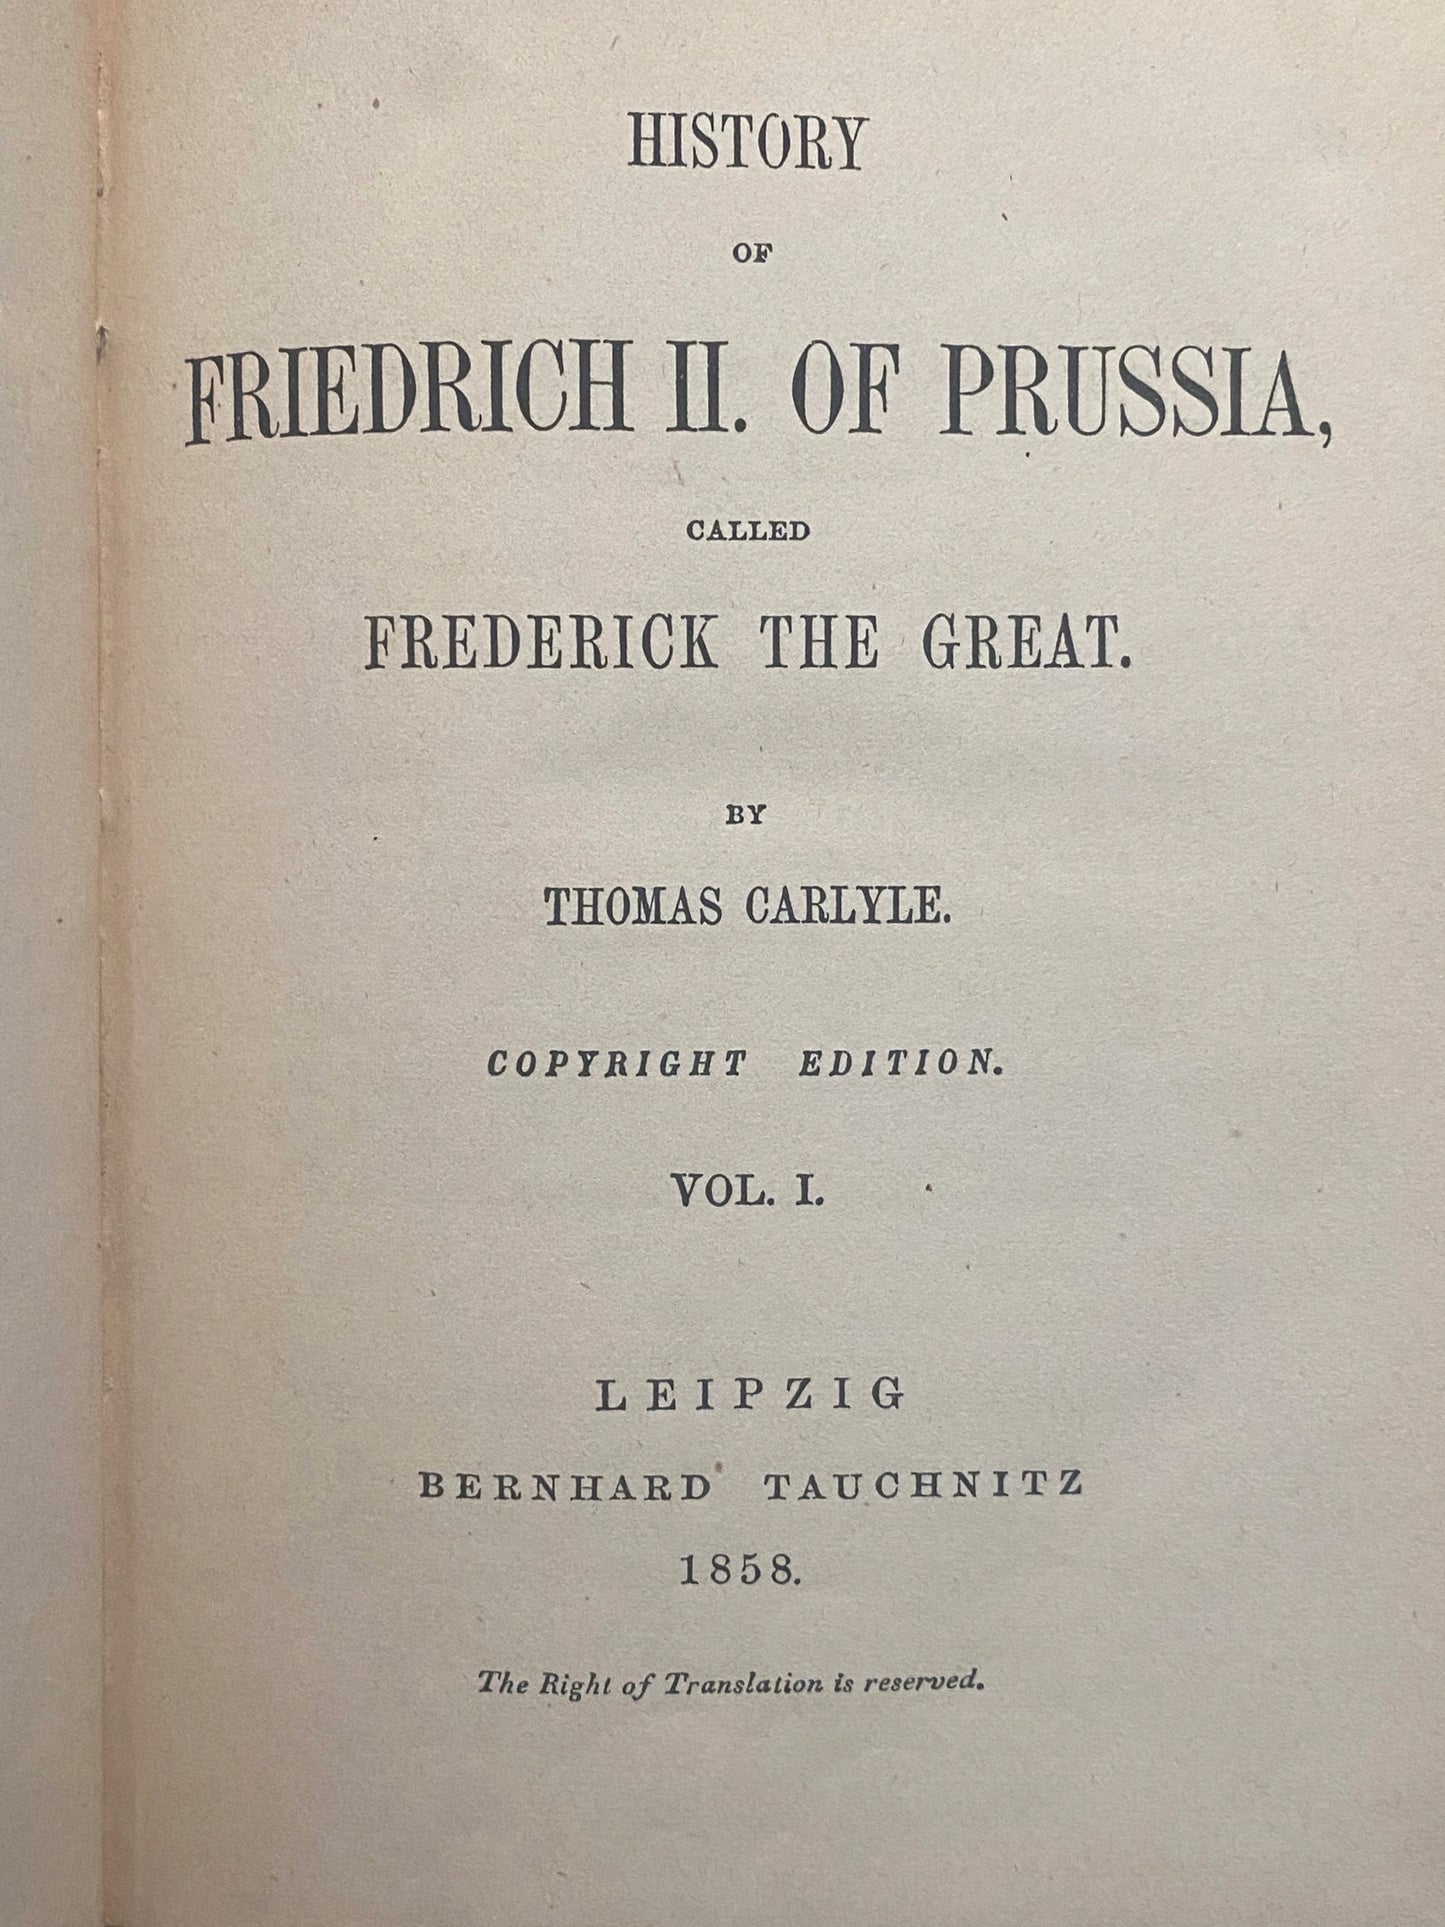 HISTORY
OF
FRIEDRICH II. OF PRUSSIA,
CALLED
FREDERICK THE GREAT.
BY
THOMAS CARLYLE.
COPYRIGHT EDITION.
VOL. I.
LEIPZIG
BERNHARD TAUCHNITZ
1858.
The Right of Translation is reserved.